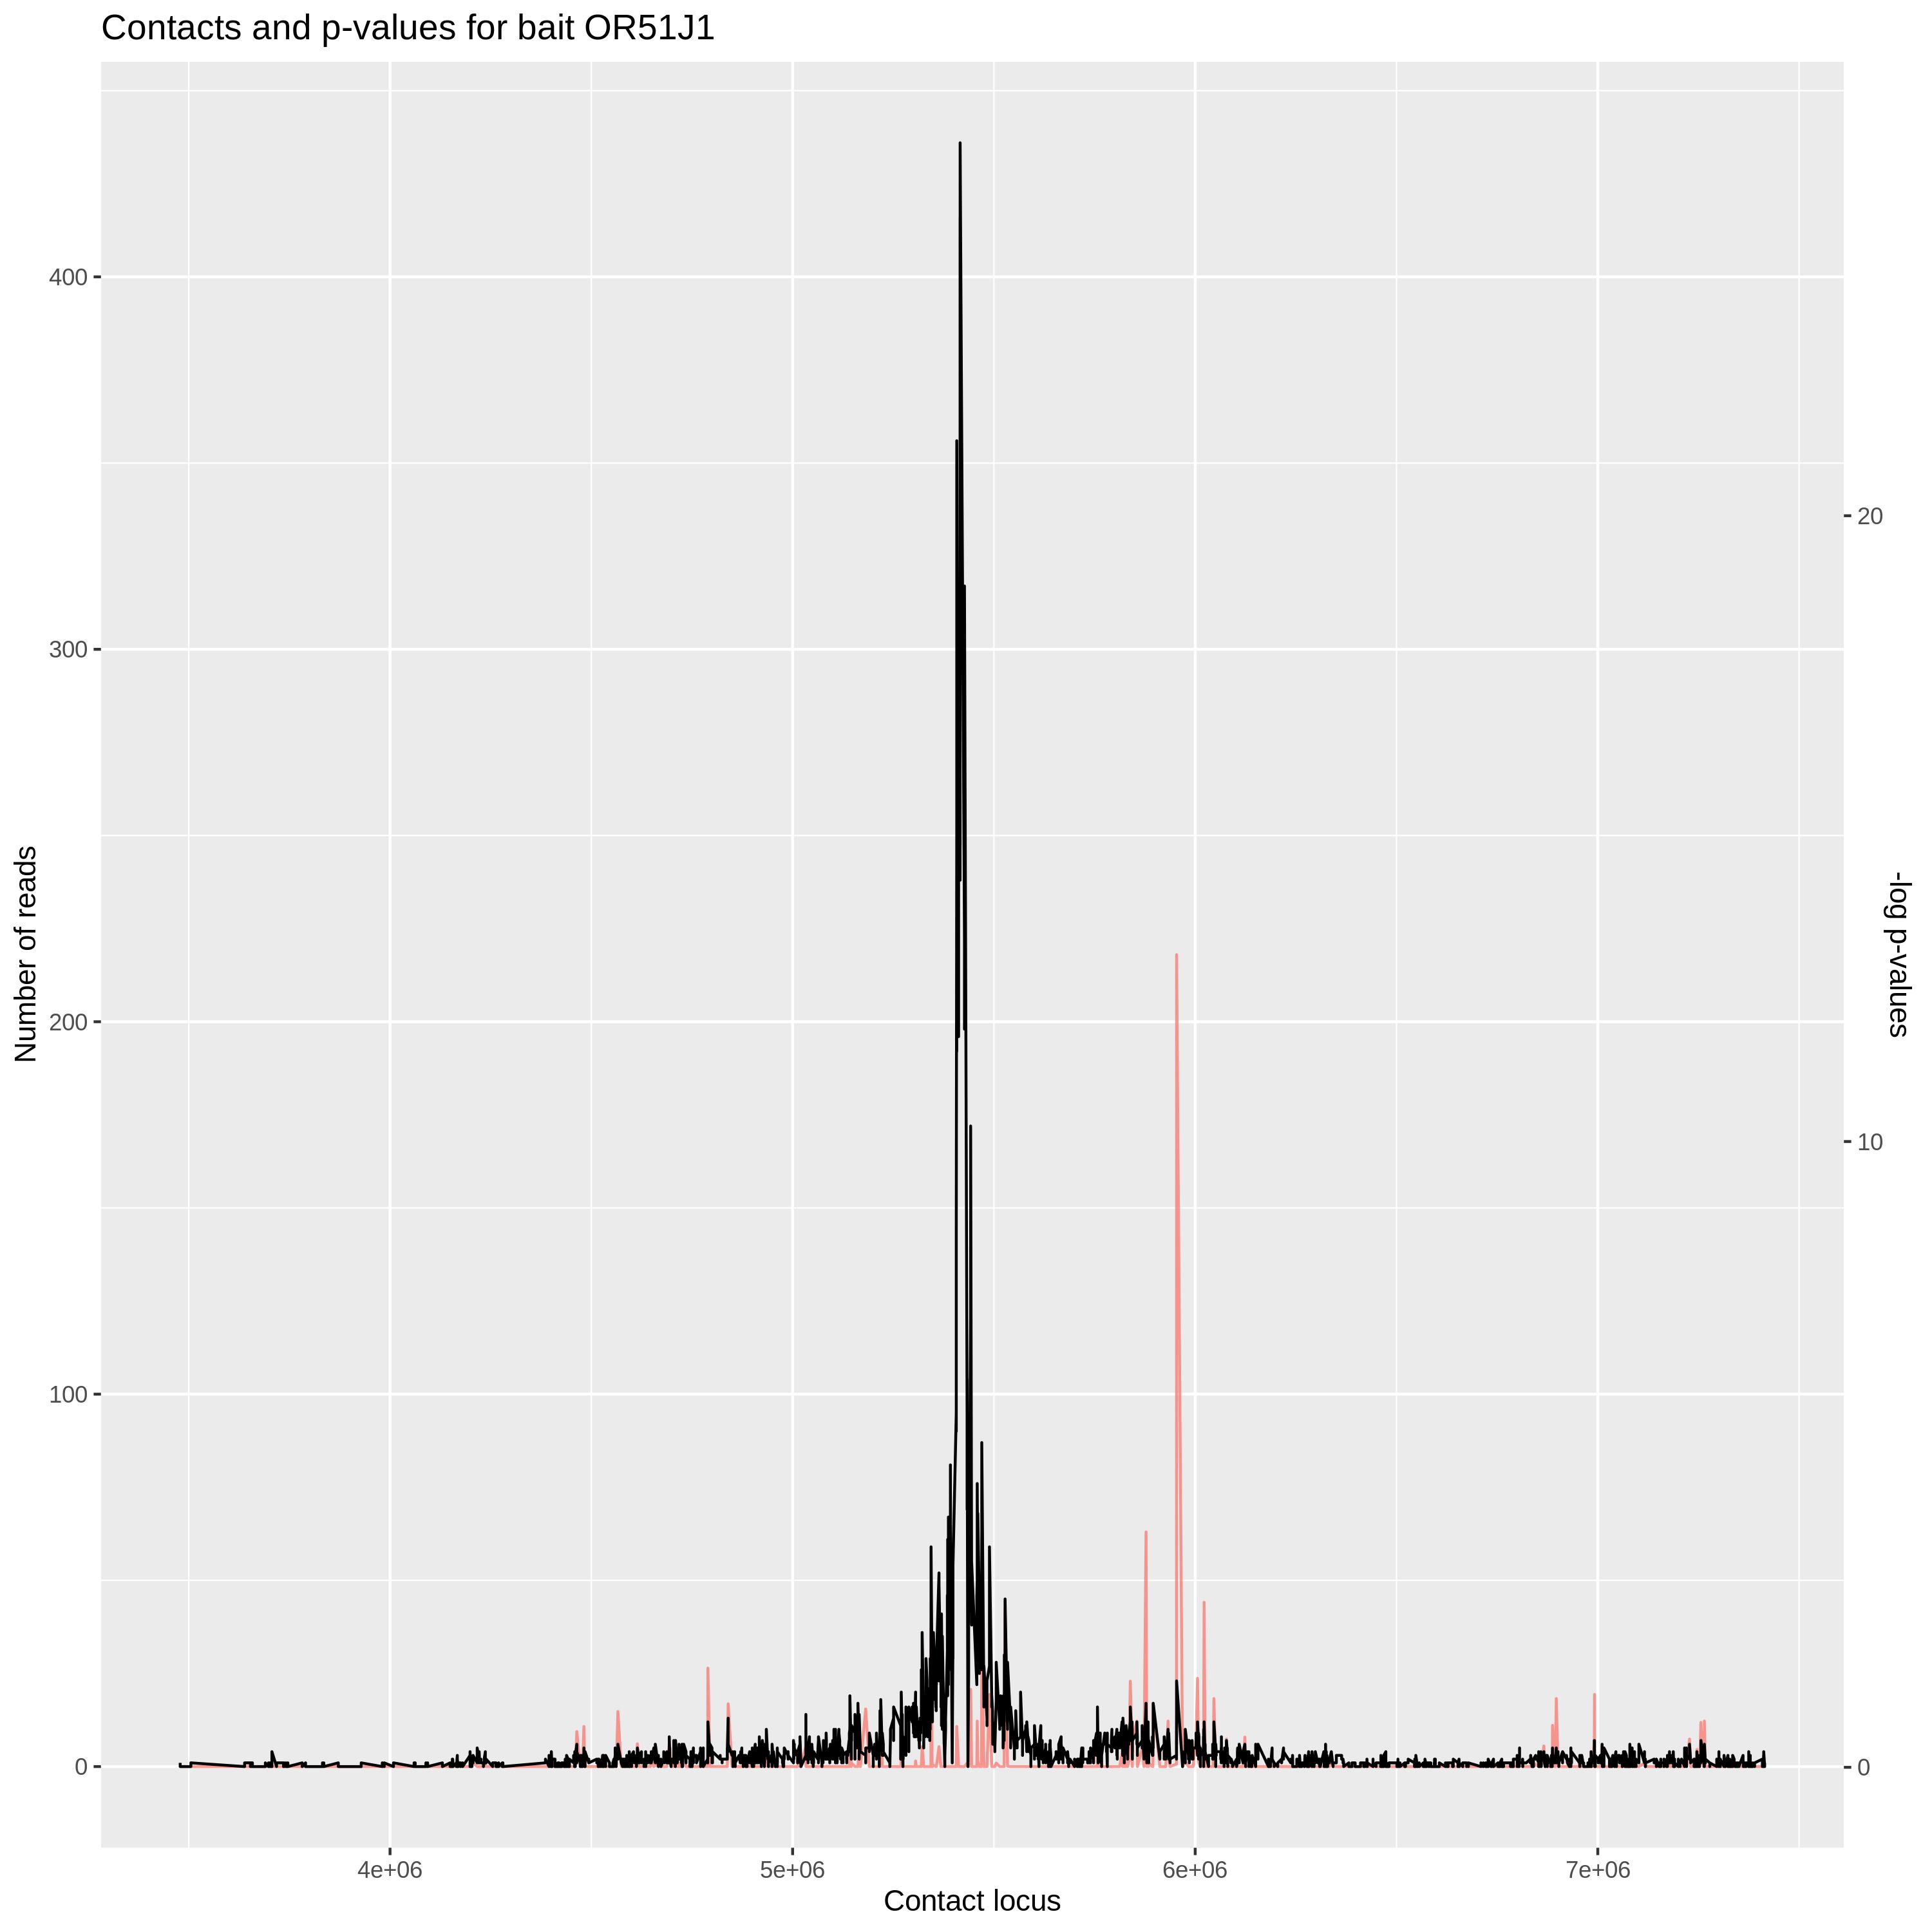 Contacts and p-values for bait OR51J1
400
300
200
100
0
Number of reads
20
10
0
-log p-values
4e+06
5e+06
6e+06
7e+06
Contact locus